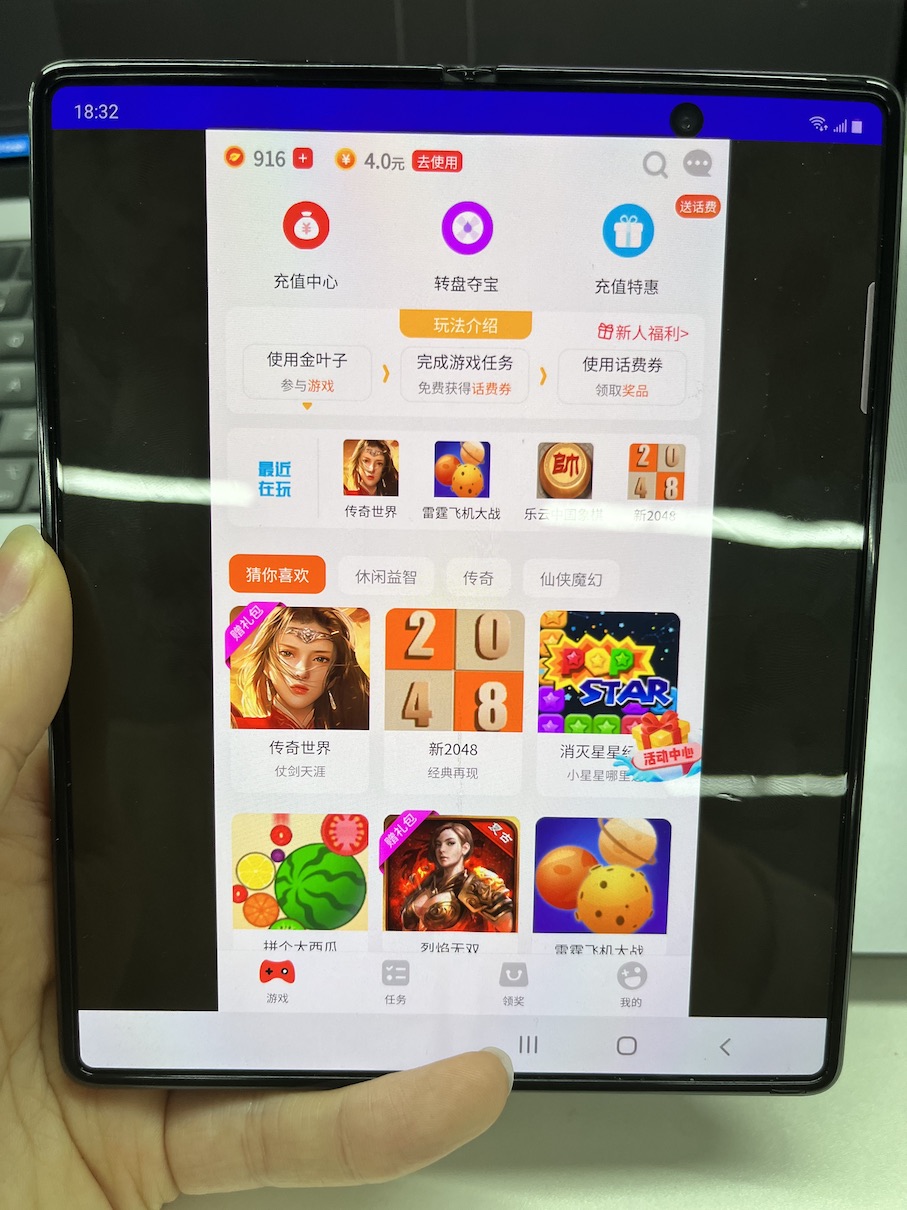 18:32
916 + 4.0元 去使用
送话费
充值中心 转盘夺宝 充值特惠
玩法介绍 新人福利>
使用金叶子 完成游戏任务 使用话费券
参与游戏 免费获得话费券 领取奖品
最近
在玩
帥
2 0
4 8
传奇世界 雷霆飞机大战 乐云中国象棋 新2048
猜你喜欢 休闲益智 传奇 仙侠魔幻
赠礼包
2 0
4 8
POP
STAR
传奇世界 新2048 消灭星星
仗剑天涯 经典再现 小星星哪里
活动中心
赠礼包
复古
拼个大西瓜 烈焰无双 雷霆飞机大战
游戏 任务 领奖 我的